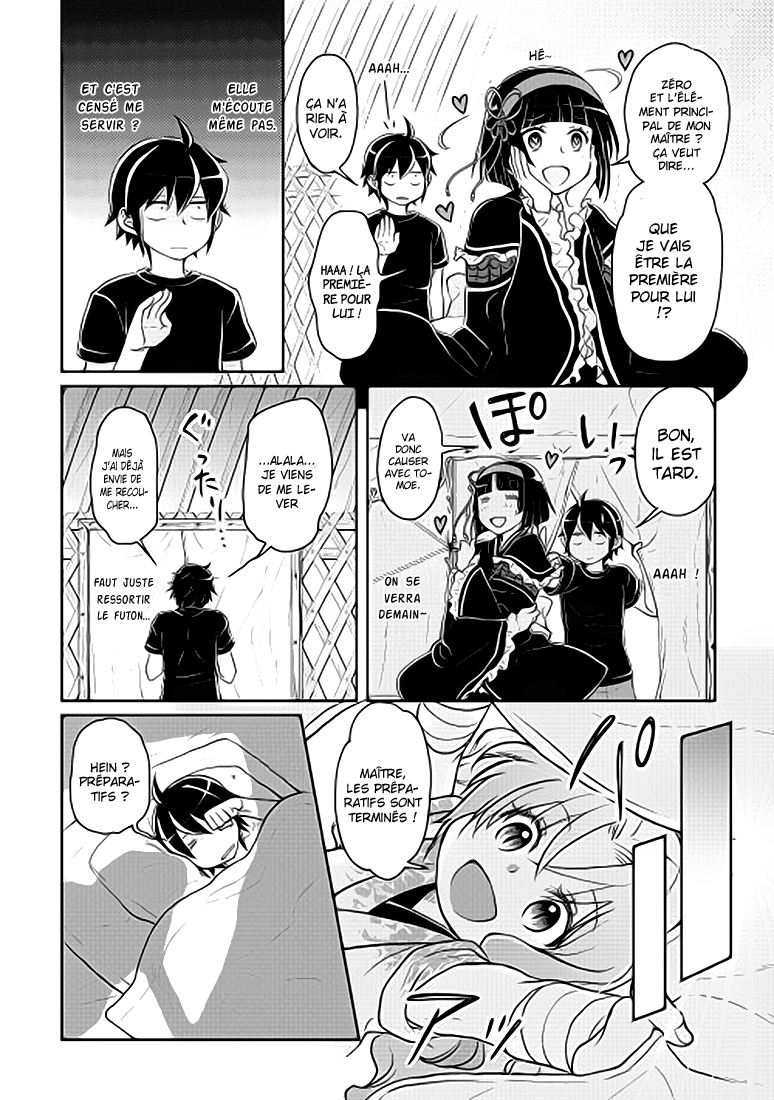 ZÉRO
ET L'ÉLÉ-
MENT PRINCI-
PAL DE MON
MAÎTRE ?
ÇA VEUT
DIRE...
QUE
JE VAIS
ÊTRE LA
PREMIÈRE
POUR LUI
!?
HÉ~
AAAH...
ÇA N'A
RIEN À
VOIR.
HAAA ! LA
PREMIÈ-
RE POUR
LUI !
ELLE
M'ÉCOUTE
MÊME PAS.
ET C'EST
CENSÉ ME
SERVIR ?
BON,
IL EST
TARD.
ぽいっ
VA
DONC
CAUSER
AVEC TO-
MOE.
AAAH !
ON SE
VERRA
DEMAIN~
...ALALA...
JE VIENS
DE ME LE-
VER
ぐったり
MAIS
J'AI DÉJÀ
ENVIE DE
ME RECOU-
CHER...
FAUT JUSTE
RESSORTIR
LE FUTON...
MAÎTRE,
LES PRÉPA-
RATIFS SONT
TERMINÉS !
HEIN ?
PRÉPARA-
TIFS ?